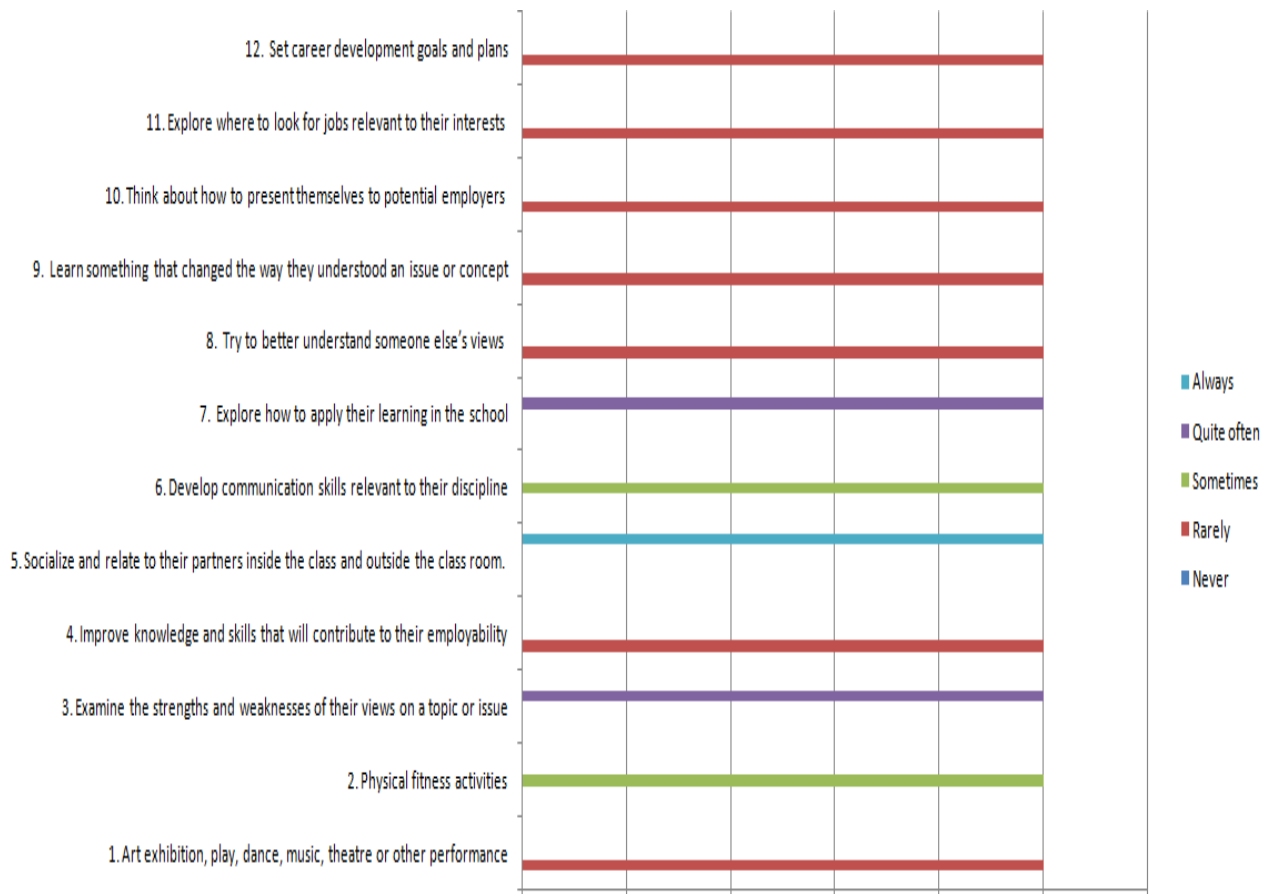 12. Set career development goals and plans
11. Explore where to look for jobs relevant to their interests
10. Think about how to present themselves to potential employers
9. Learn something that changed the way they understood an issue or concept
8. Try to better understand someone else's views
7. Explore how to apply their learning in the school
6. Develop communication skills relevant to their discipline
5. Socialize and relate to their partners inside the class and outside the class room.
4. Improve knowledge and skills that will contribute to their employability
3. Examine the strengths and weaknesses of their views on a topic or issue
2. Physical fitness activities
1. Art exhibition, play, dance, music, theatre or other performance
Always
Quite often
Sometimes
Rarely
Never